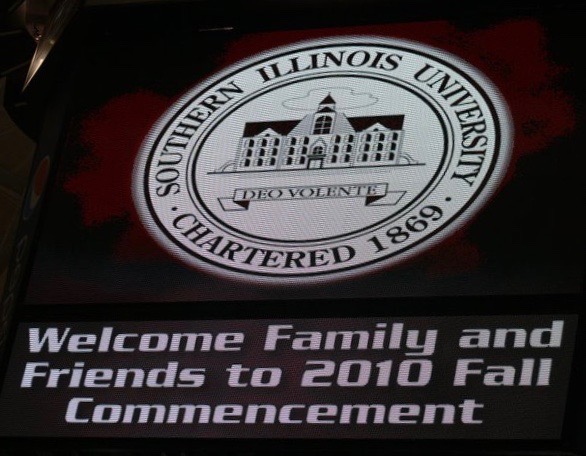 SOUTHERN ILLINOIS UNIVERSITY
DEO VOLENTE
· CHARTERED 1869 ·
Welcome Family and
Friends to 2010 Fall
Commencement